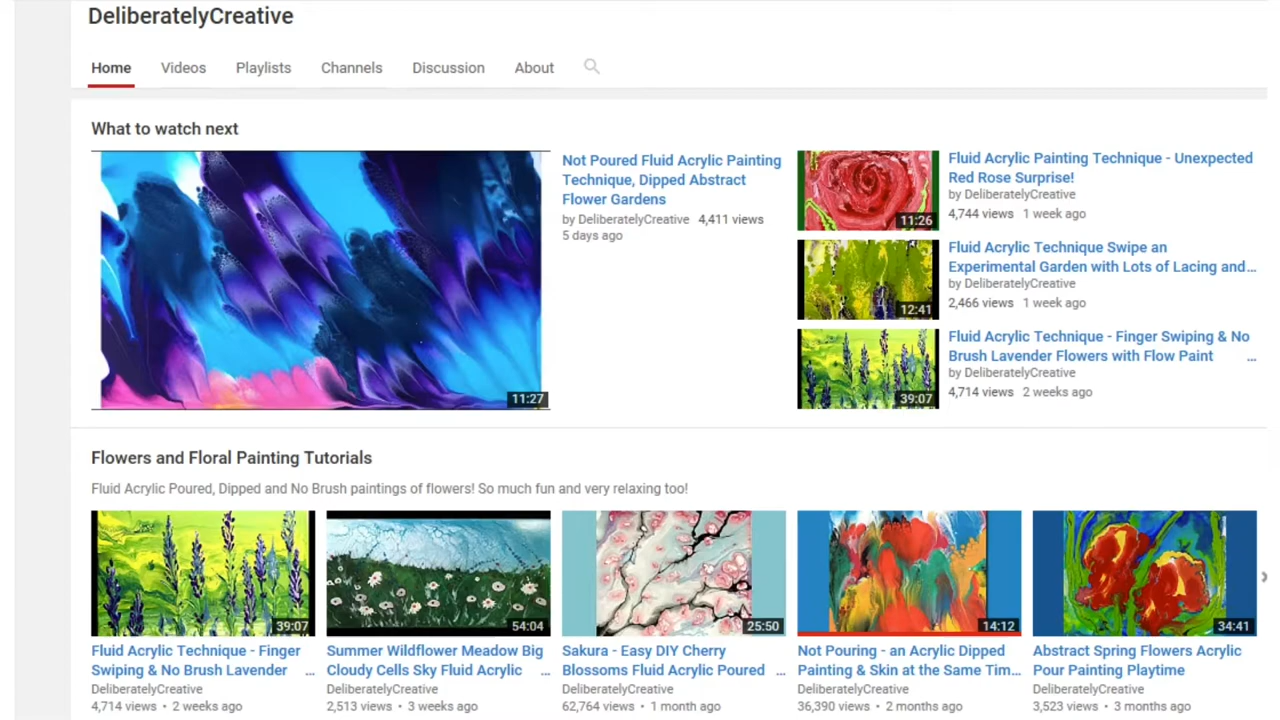 DeliberatelyCreative
Home Videos Playlists Channels Discussion About
What to watch next
11:27
Not Poured Fluid Acrylic Painting
Technique, Dipped Abstract
Flower Gardens
by DeliberatelyCreative 4,411 views
5 days ago
11:26
Fluid Acrylic Painting Technique - Unexpected
Red Rose Surprise!
by DeliberatelyCreative
4,744 views 1 week ago
12:41
Fluid Acrylic Technique Swipe an
Experimental Garden with Lots of Lacing and...
by DeliberatelyCreative
2,466 views 1 week ago
39:07
Fluid Acrylic Technique - Finger Swiping & No
Brush Lavender Flowers with Flow Paint ...
by DeliberatelyCreative
4,714 views 2 weeks ago
Flowers and Floral Painting Tutorials
Fluid Acrylic Poured, Dipped and No Brush paintings of flowers! So much fun and very relaxing too!
39:07
Fluid Acrylic Technique - Finger
Swiping & No Brush Lavender ...
DeliberatelyCreative
4,714 views • 2 weeks ago
54:04
Summer Wildflower Meadow Big
Cloudy Cells Sky Fluid Acrylic ...
DeliberatelyCreative
2,513 views • 3 weeks ago
25:50
Sakura - Easy DIY Cherry
Blossoms Fluid Acrylic Poured ...
DeliberatelyCreative
62,764 views • 1 month ago
14:12
Not Pouring - an Acrylic Dipped
Painting & Skin at the Same Tim...
DeliberatelyCreative
36,390 views • 2 months ago
34:41
Abstract Spring Flowers Acrylic
Pour Painting Playtime
DeliberatelyCreative
3,523 views • 3 months ago